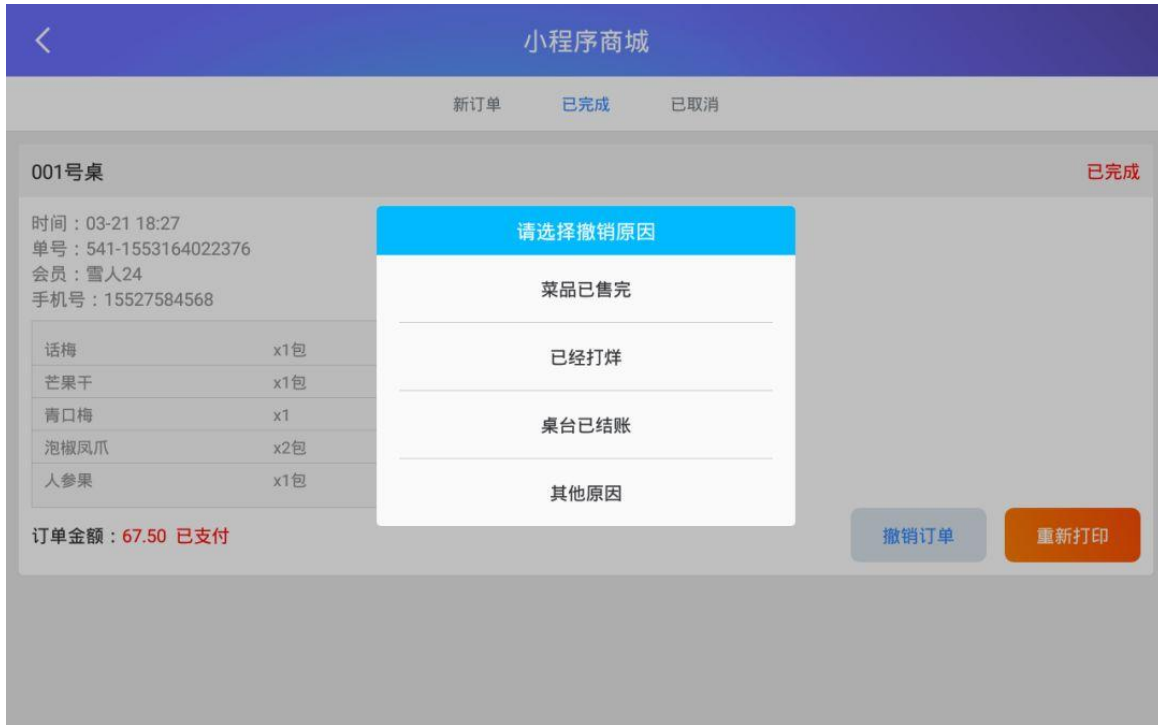 小程序商城
新订单 已完成 已取消
001号桌 已完成
时间：03-21 18:27
单号：541-1553164022376
会员：雪人24
手机号：15527584568
话梅 x1包
芒果干 x1包
青口梅 x1
泡椒凤爪 x2包
人参果 x1包
订单金额：67.50 已支付
撤销订单 重新打印
请选择撤销原因
菜品已售完
已经打烊
桌台已结账
其他原因